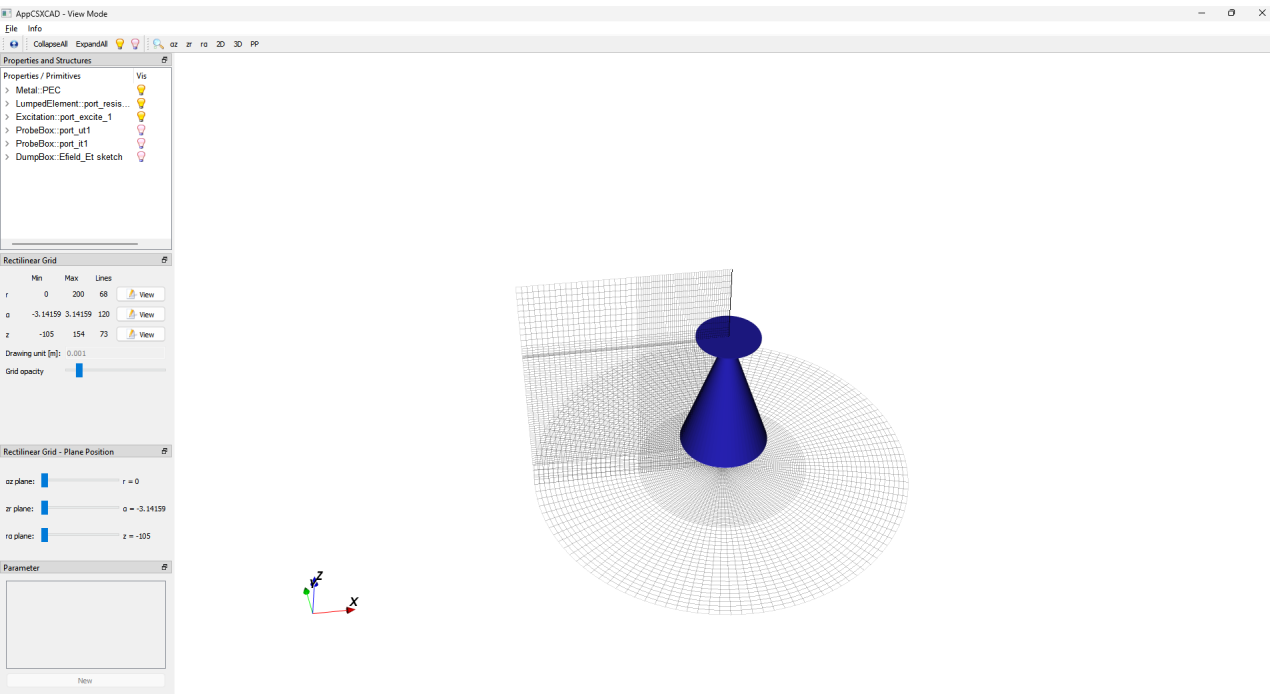 AppCSXCAD - View Mode
File Info
CollapseAll ExpandAll az zr ra 2D 3D PP
Properties and Structures
Properties / Primitives Vis
Metal::PEC
LumpedElement::port_resis...
Excitation::port_excite_1
ProbeBox::port_ut1
ProbeBox::port_it1
DumpBox::Efield_Et sketch
Rectilinear Grid
Min Max Lines
r 0 200 68 View
α -3.14159 3.14159 120 View
z -105 154 73 View
Drawing unit [m]: 0.001
Grid opacity
Rectilinear Grid - Plane Position
αz plane: r = 0
zr plane: α = -3.14159
rα plane: z = -105
Parameter
New
Z
Y
X